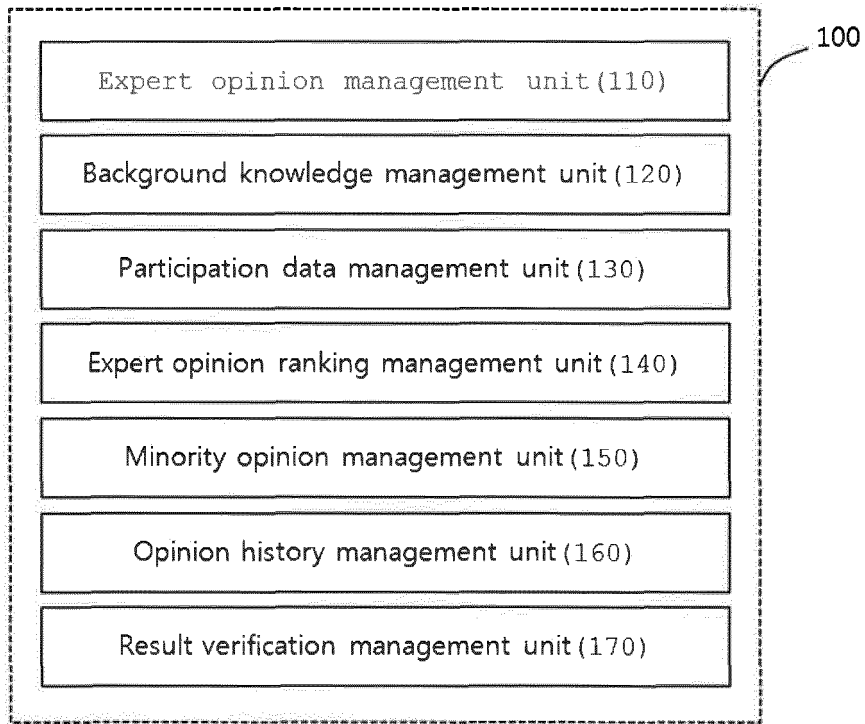 100
Expert opinion management unit(110)
Background knowledge management unit(120)
Participation data management unit(130)
Expert opinion ranking management unit(140)
Minority opinion management unit(150)
Opinion history management unit(160)
Result verification management unit(170)